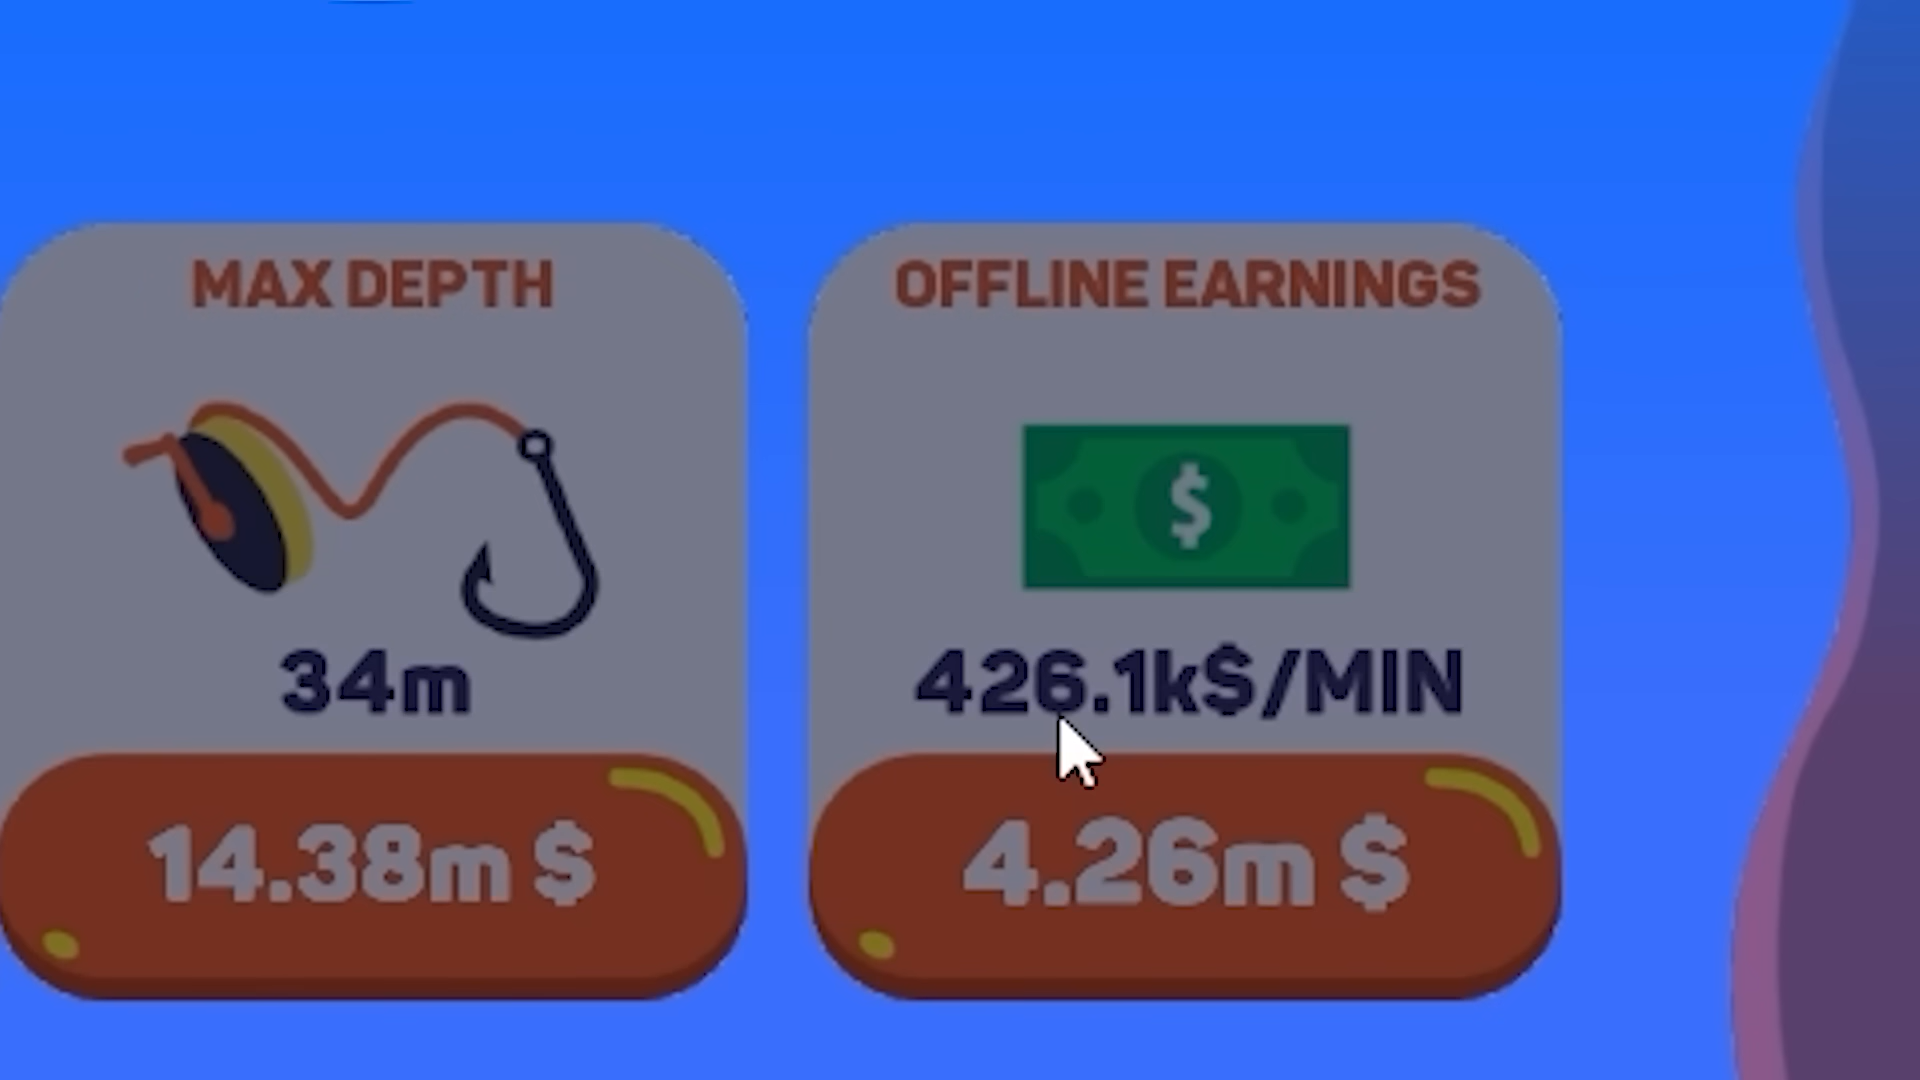 MAX DEPTH
34m
14.38m $
OFFLINE EARNINGS
$
426.1k$/MIN
4.26m $